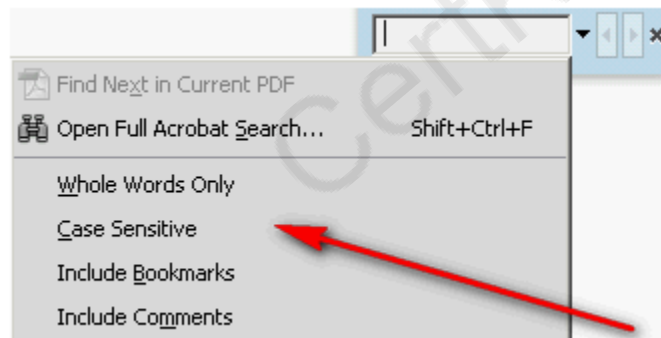 Find Next in Current PDF
Open Full Acrobat Search... Shift+Ctrl+F
Whole Words Only
Case Sensitive
Include Bookmarks
Include Comments